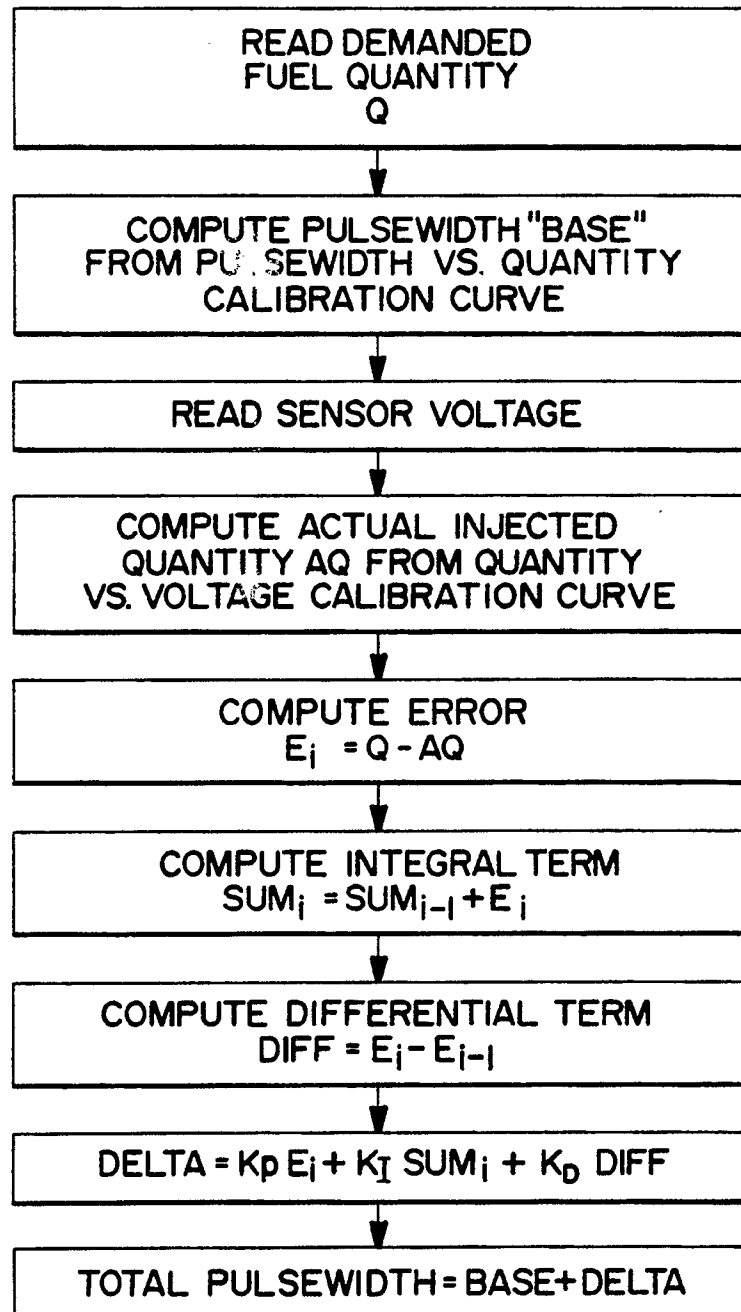 READ DEMANDED
FUEL QUANTITY
Q
COMPUTE PULSEWIDTH "BASE"
FROM PULSEWIDTH VS. QUANTITY
CALIBRATION CURVE
READ SENSOR VOLTAGE
COMPUTE ACTUAL INJECTED
QUANTITY AQ FROM QUANTITY
VS. VOLTAGE CALIBRATION CURVE
COMPUTE ERROR
Ei = Q - AQ
COMPUTE INTEGRAL TERM
SUMi = SUMi-1 + Ei
COMPUTE DIFFERENTIAL TERM
DIFF = Ei - Ei-1
DELTA = KP Ei + KI SUMi + KD DIFF
TOTAL PULSEWIDTH = BASE + DELTA